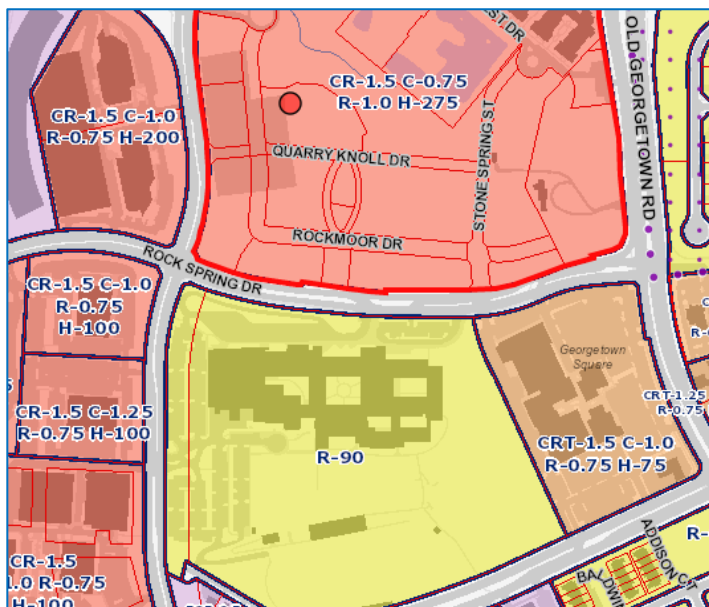 ST DR
OLD GEORGETOWN RD
CR-1.5 C-0.75
R-1.0 H-275
CR-1.5 C-1.0
R-0.75 H-200
QUARRY KNOLL DR
STONE SPRING ST
ROCKMOOR DR
ROCK SPRING DR
CR-1.5 C-1.0
R-0.75
H-100
Georgetown
Square
CR-1.5 C-1.25
R-0.75 H-100
CRT-1.25
R-0.75
CRT-1.5 C-1.0
R-0.75 H-75
R-90
ADDISON CT
R-
BALDWI
CR-1.5
1.0 R-0.75
H-100